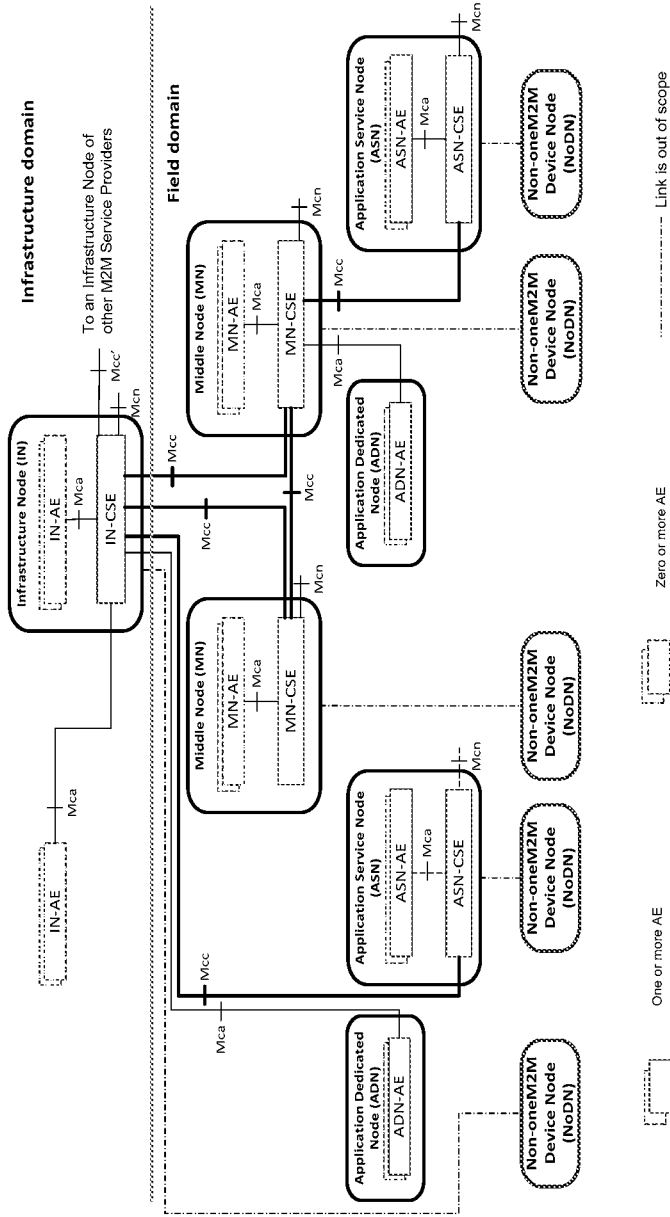 Infrastructure domain
Infrastructure Node (IN)
IN-AE
Mca
IN-CSE
Mcc'
Mcn
To an Infrastructure Node of
other M2M Service Providers
IN-AE
Mca
Field domain
Mcc
Mcc
Mcc
Mca
Middle Node (MN)
MN-AE
Mca
MN-CSE
Mcn
Mcc
Middle Node (MN)
MN-AE
Mca
MN-CSE
Mcn
Mca
Mcc
Application Dedicated
Node (ADN)
ADN-AE
Application Service Node
(ASN)
ASN-AE
Mca
ASN-CSE
Mcn
Application Dedicated
Node (ADN)
ADN-AE
Application Service Node
(ASN)
ASN-AE
Mca
ASN-CSE
Mcn
Non-oneM2M
Device Node
(NoDN)
Non-oneM2M
Device Node
(NoDN)
Non-oneM2M
Device Node
(NoDN)
Non-oneM2M
Device Node
(NoDN)
Non-oneM2M
Device Node
(NoDN)
One or more AE
Zero or more AE
Link is out of scope